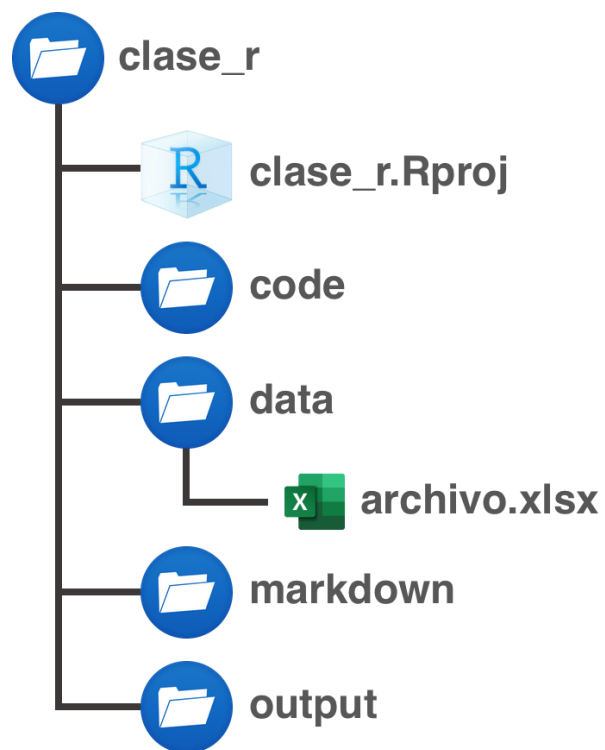 clase_r
R
clase_r.Rproj
code
data
X
archivo.xlsx
markdown
output